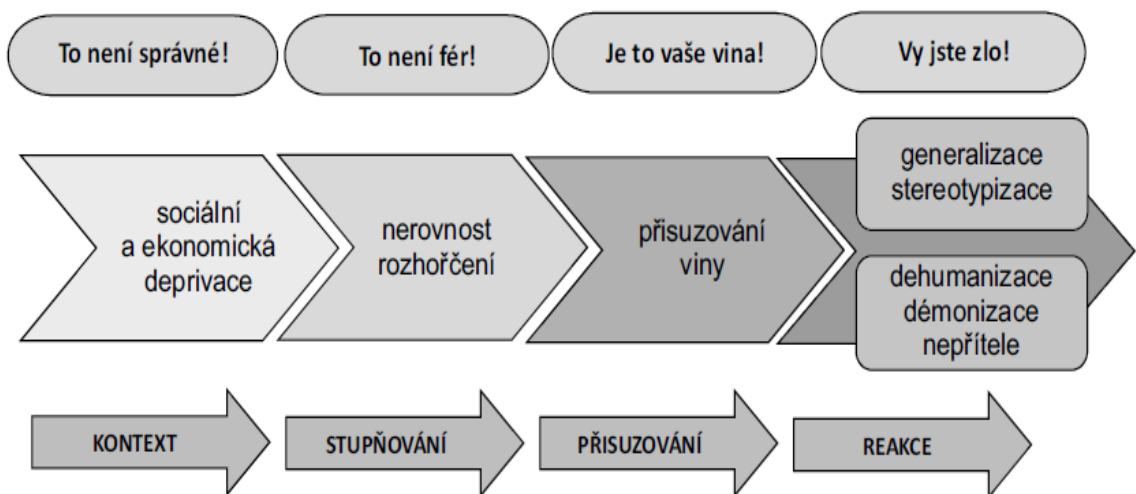 To není správné!
To není fér!
Je to vaše vina!
Vy jste zlo!
sociální
a ekonomická
deprivace
nerovnost
rozhořčení
přisuzování
viny
generalizace
stereotypizace
dehumanizace
démonizace
nepřítele
KONTEXT
STUPŇOVÁNÍ
PŘISUZOVÁNÍ
REAKCE